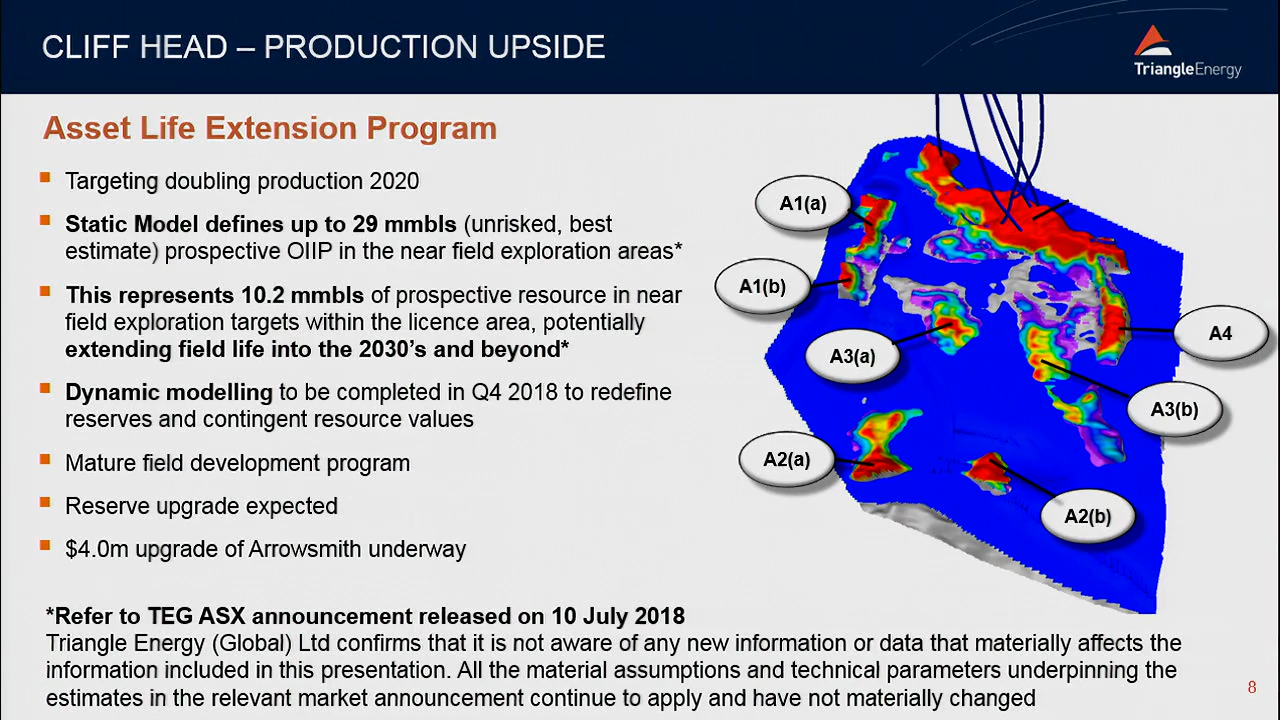 CLIFF HEAD – PRODUCTION UPSIDE
TriangleEnergy
Asset Life Extension Program
Targeting doubling production 2020
Static Model defines up to 29 mmbls (unrisked, best
estimate) prospective OIIP in the near field exploration areas*
This represents 10.2 mmbls of prospective resource in near
field exploration targets within the licence area, potentially
extending field life into the 2030’s and beyond*
Dynamic modelling to be completed in Q4 2018 to redefine
reserves and contingent resource values
Mature field development program
Reserve upgrade expected
$4.0m upgrade of Arrowsmith underway
A1(a)
A1(b)
A3(a)
A4
A3(b)
A2(a)
A2(b)
*Refer to TEG ASX announcement released on 10 July 2018
Triangle Energy (Global) Ltd confirms that it is not aware of any new information or data that materially affects the
information included in this presentation. All the material assumptions and technical parameters underpinning the
estimates in the relevant market announcement continue to apply and have not materially changed
8